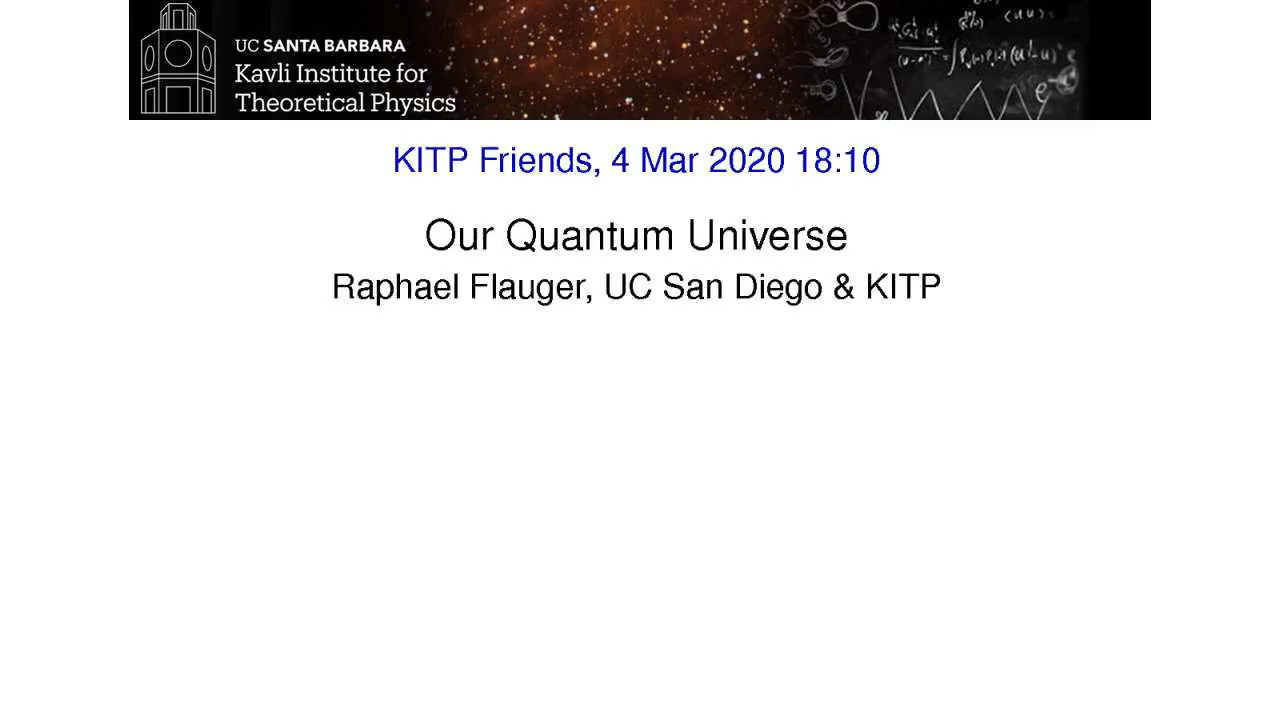 UC SANTA BARBARA
Kavli Institute for
Theoretical Physics
KITP Friends, 4 Mar 2020 18:10
Our Quantum Universe
Raphael Flauger, UC San Diego & KITP